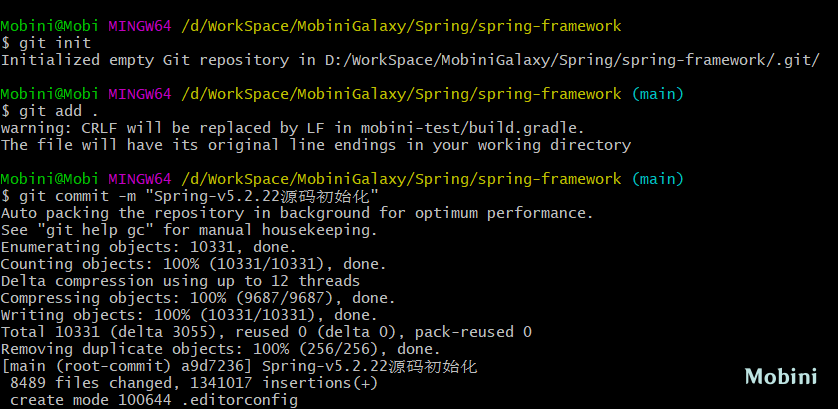 Mobini@Mobi MINGW64 /d/WorkSpace/MobiniGalaxy/Spring/spring-framework
$ git init
Initialized empty Git repository in D:/WorkSpace/MobiniGalaxy/Spring/spring-framework/.git/
Mobini@Mobi MINGW64 /d/WorkSpace/MobiniGalaxy/Spring/spring-framework (main)
$ git add .
warning: CRLF will be replaced by LF in mobini-test/build.gradle.
The file will have its original line endings in your working directory
Mobini@Mobi MINGW64 /d/WorkSpace/MobiniGalaxy/Spring/spring-framework (main)
$ git commit -m "Spring-v5.2.22源码初始化"
Auto packing the repository in background for optimum performance.
See "git help gc" for manual housekeeping.
Enumerating objects: 10331, done.
Counting objects: 100% (10331/10331), done.
Delta compression using up to 12 threads
Compressing objects: 100% (9687/9687), done.
Writing objects: 100% (10331/10331), done.
Total 10331 (delta 3055), reused 0 (delta 0), pack-reused 0
Removing duplicate objects: 100% (256/256), done.
[main (root-commit) a9d7236] Spring-v5.2.22源码初始化
 8489 files changed, 1341017 insertions(+)
 create mode 100644 .editorconfig
Mobini